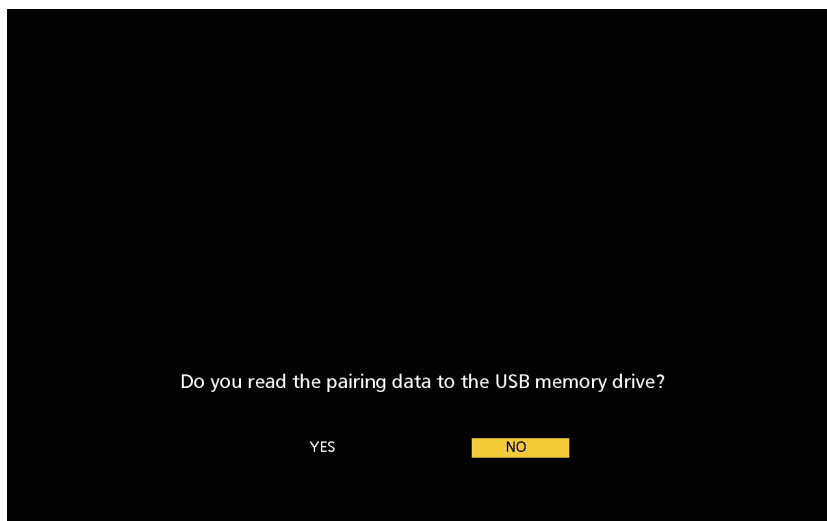 Do you read the pairing data to the USB memory drive?
YES NO